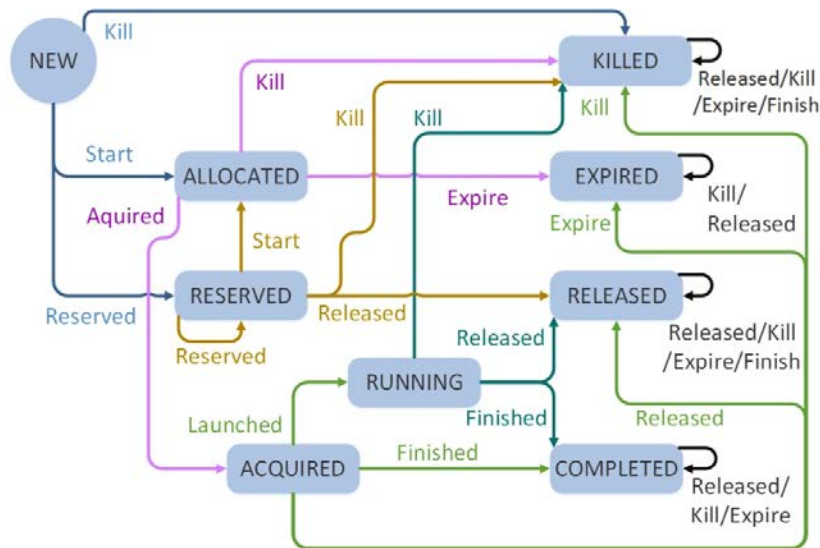 Kill
NEW
KILLED
Released/Kill
/Expire/Finish
Kill
Kill
Kill
Kill
Start
ALLOCATED
EXPIRED
Kill/
Released
Aquired
Expire
Expire
Start
RESERVED
RELEASED
Reserved
Released
Released/Kill
/Expire/Finish
Reserved
Released
RUNNING
Launched
Finished
Released
Finished
ACQUIRED
COMPLETED
Released/
Kill/Expire